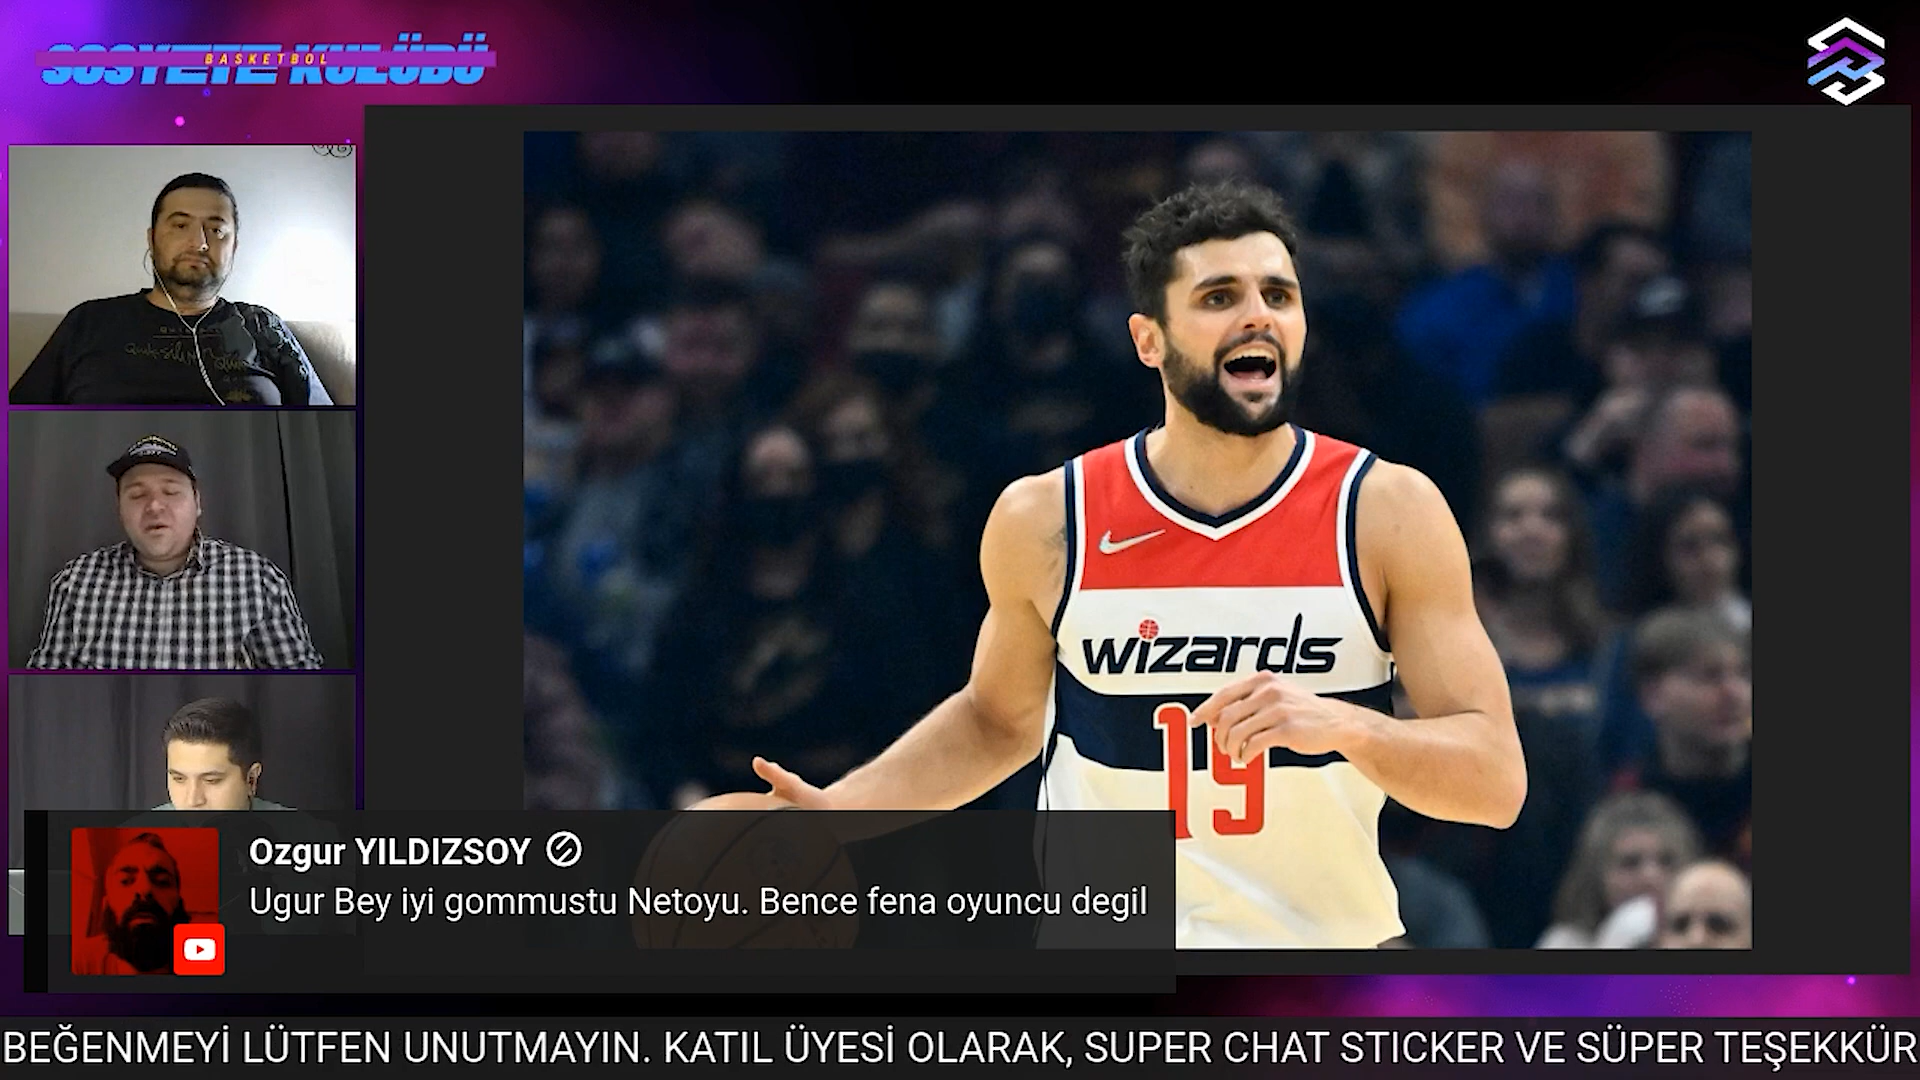 SOSYETE KULÜBÜ
BASKETBOL
wizards
19
Ozgur YILDIZSOY
Ugur Bey iyi gommustu Netoyu. Bence fena oyuncu degil
BEĞENMEYİ LÜTFEN UNUTMAYIN. KATIL ÜYESİ OLARAK, SUPER CHAT STICKER VE SÜPER TEŞEKKÜR